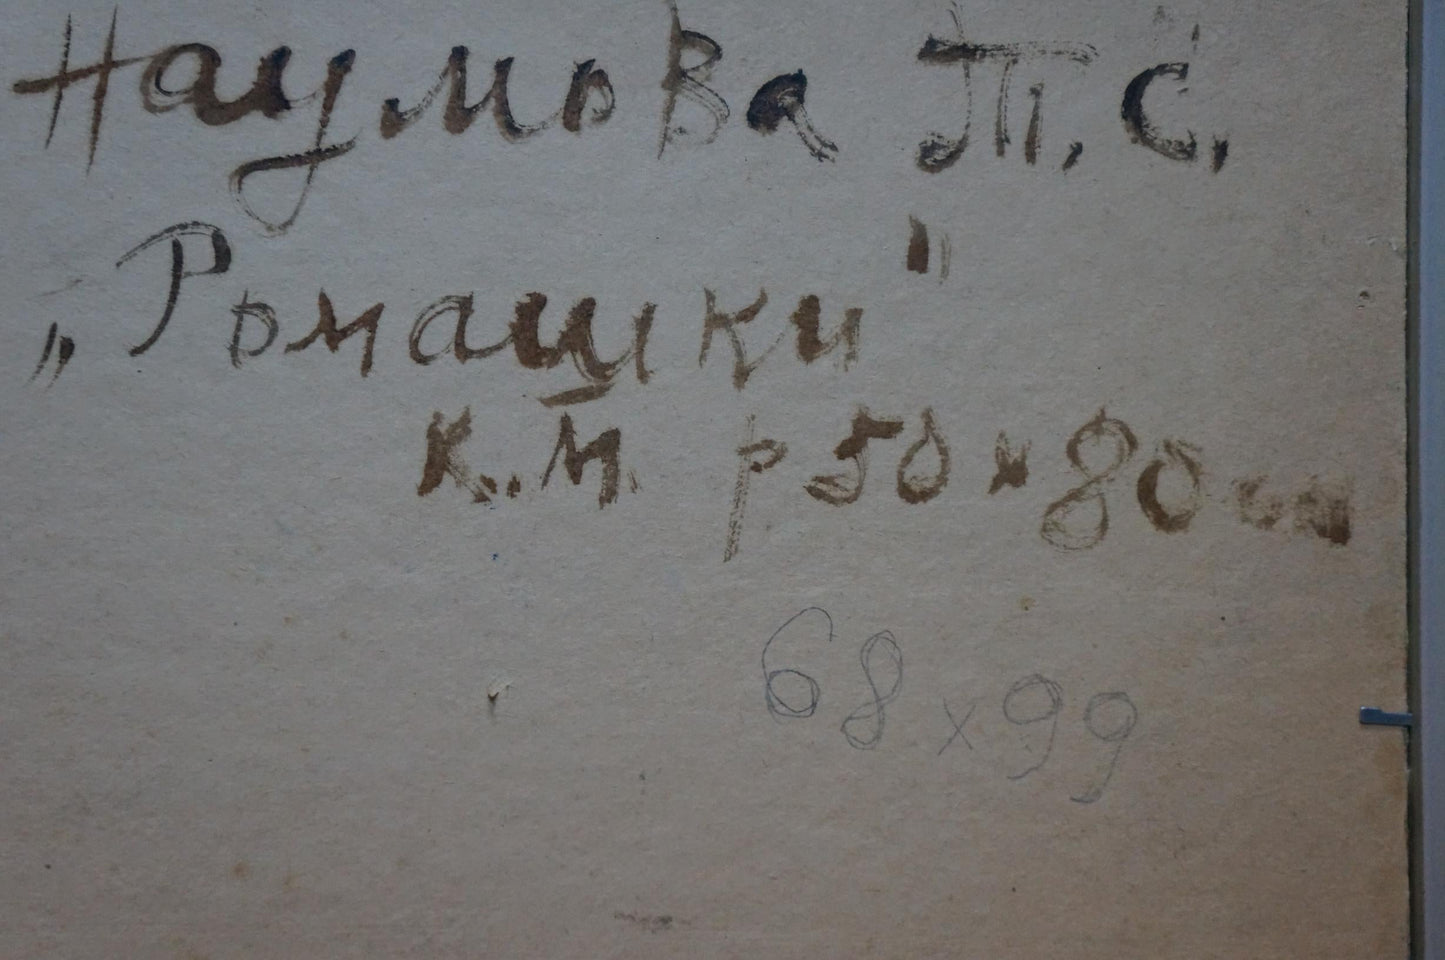 Наумова П. С.
„Ромашки"
К.М. р 50 х 80 см
68 х 99